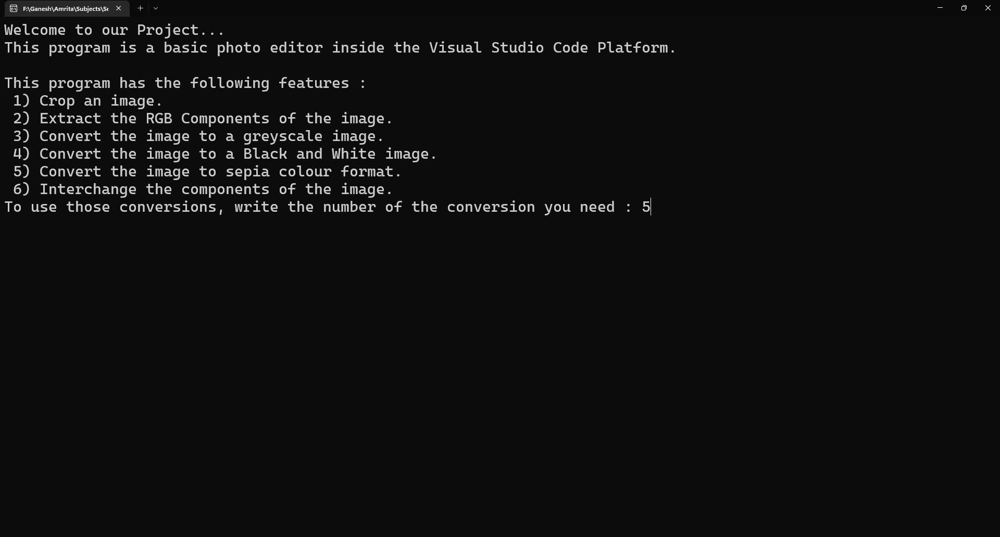 F:\Ganesh\Amrita\Subjects\Se
Welcome to our Project...
This program is a basic photo editor inside the Visual Studio Code Platform.
This program has the following features :
1) Crop an image.
2) Extract the RGB Components of the image.
3) Convert the image to a greyscale image.
4) Convert the image to a Black and White image.
5) Convert the image to sepia colour format.
6) Interchange the components of the image.
To use those conversions, write the number of the conversion you need : 5